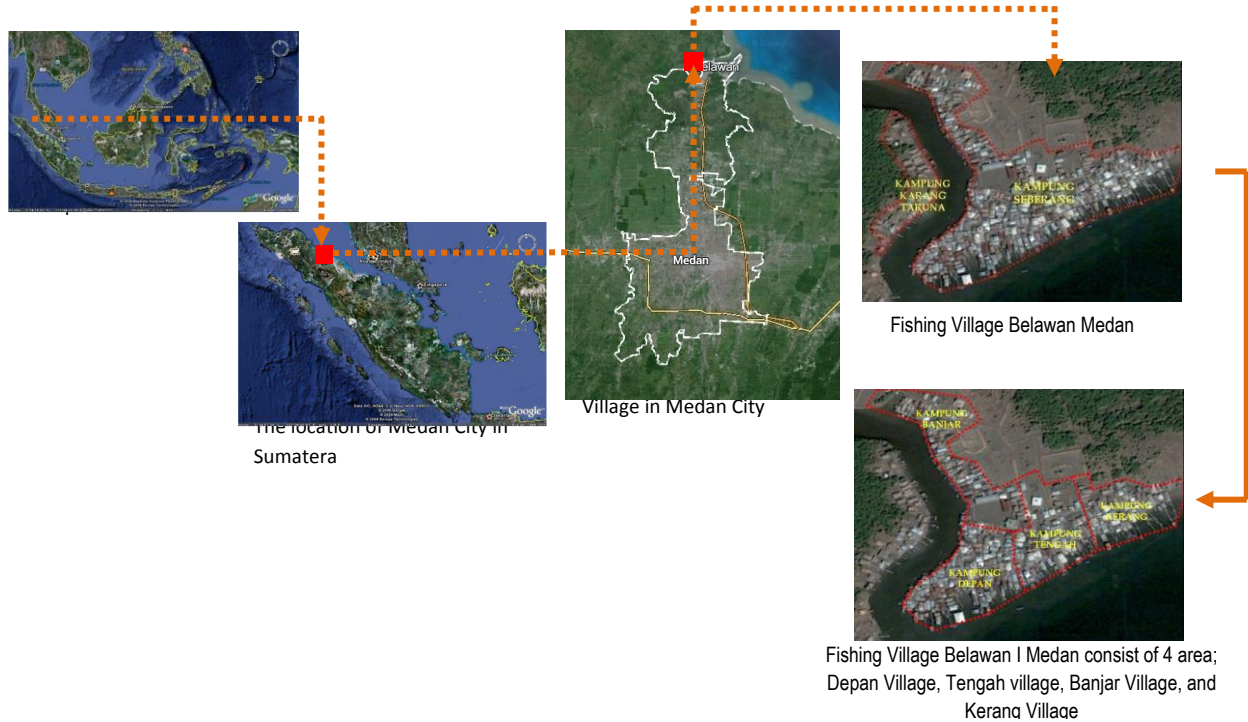 Google
Singapore
Google
The location of Medan City in
Sumatera
elawan
Medan
Village in Medan City
KAMPUNG
KARANG
TARUNA
KAMPUNG
SEBERANG
Fishing Village Belawan Medan
KAMPUNG
BANJAR
KAMPUNG
KERANG
KAMPUNG
TENGAH
KAMPUNG
DEPAN
Fishing Village Belawan I Medan consist of 4 area;
Depan Village, Tengah village, Banjar Village, and
Kerang Village